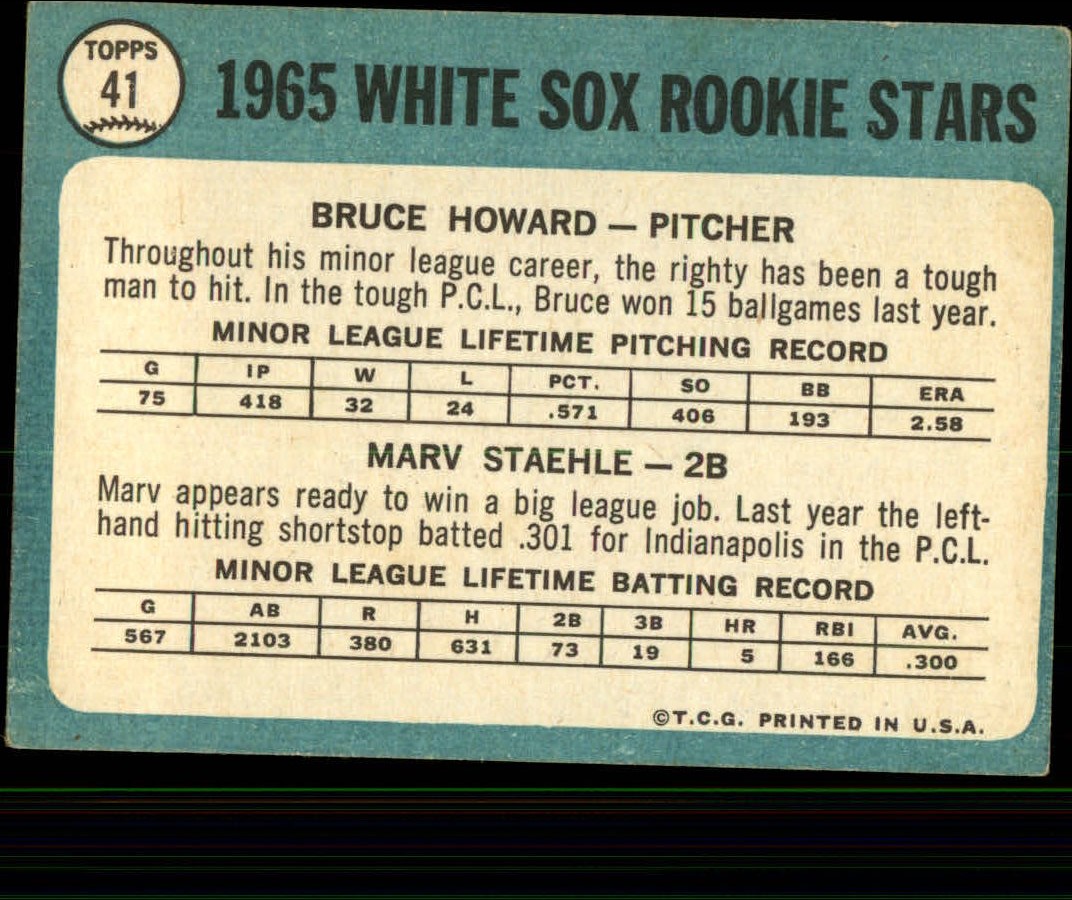 TOPPS
41
1965 WHITE SOX ROOKIE STARS
BRUCE HOWARD — PITCHER
Throughout his minor league career, the righty has been a tough
man to hit. In the tough P.C.L., Bruce won 15 ballgames last year.
MINOR LEAGUE LIFETIME PITCHING RECORD
G IP W L PCT. SO BB ERA
75 418 32 24 .571 406 193 2.58
MARV STAEHLE — 2B
Marv appears ready to win a big league job. Last year the left-
hand hitting shortstop batted .301 for Indianapolis in the P.C.L.
MINOR LEAGUE LIFETIME BATTING RECORD
G AB R H 2B 3B HR RBI AVG.
567 2103 380 631 73 19 5 166 .300
©T.C.G. PRINTED IN U.S.A.